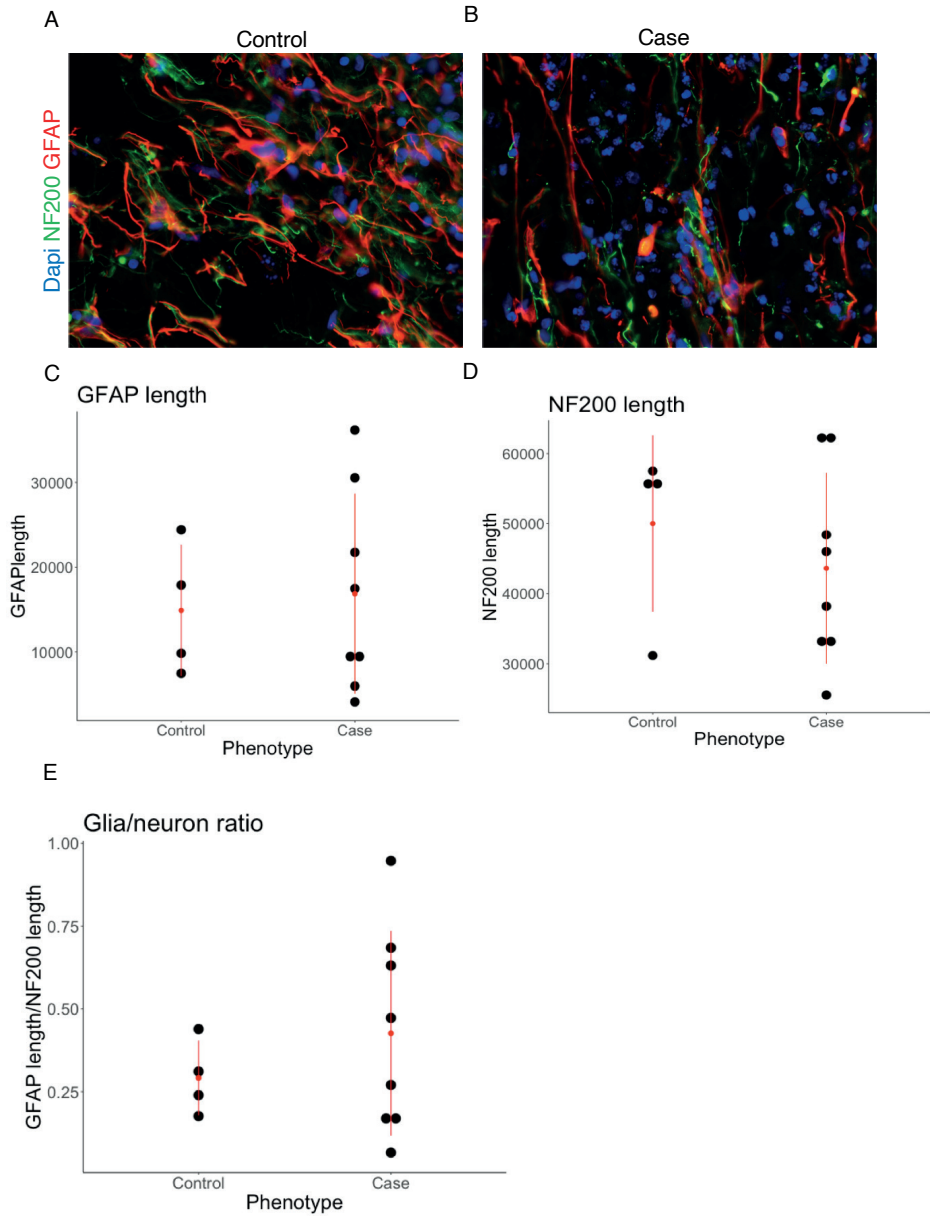 A
B
Control
Case
Dapi NF200 GFAP
C
GFAP length
30000
20000
10000
GFAPlength
Control
Case
Phenotype
D
NF200 length
60000
50000
40000
30000
NF200 length
Control
Case
Phenotype
E
Glia/neuron ratio
1.00
0.75
0.50
0.25
GFAP length/NF200 length
Control
Case
Phenotype